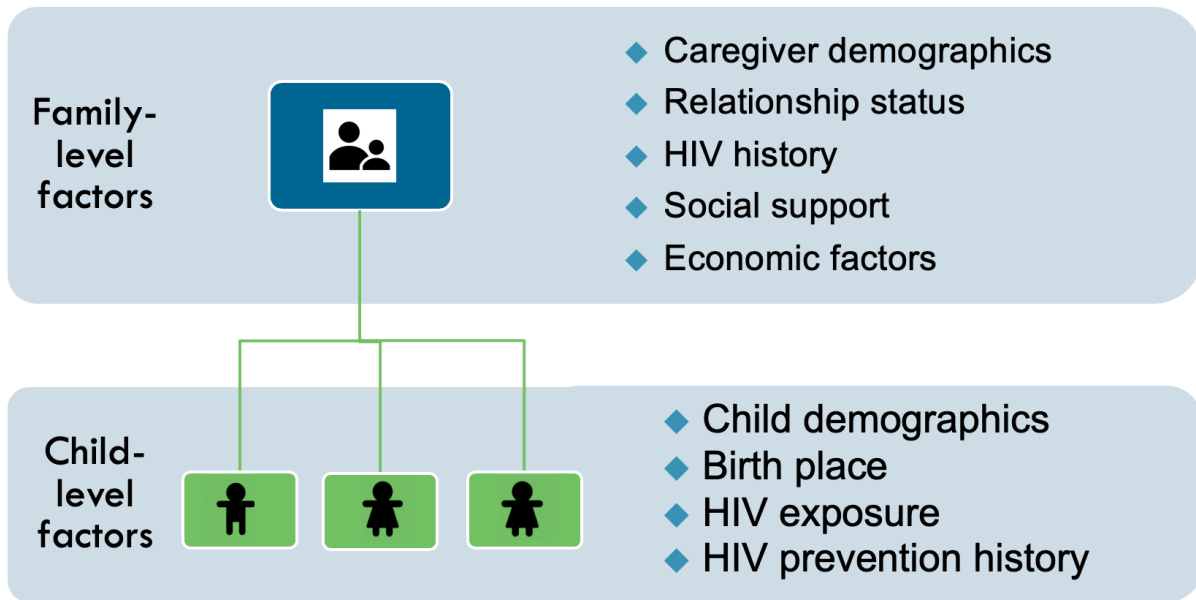 Family-
level
factors
Caregiver demographics
Relationship status
HIV history
Social support
Economic factors
Child-
level
factors
Child demographics
Birth place
HIV exposure
HIV prevention history